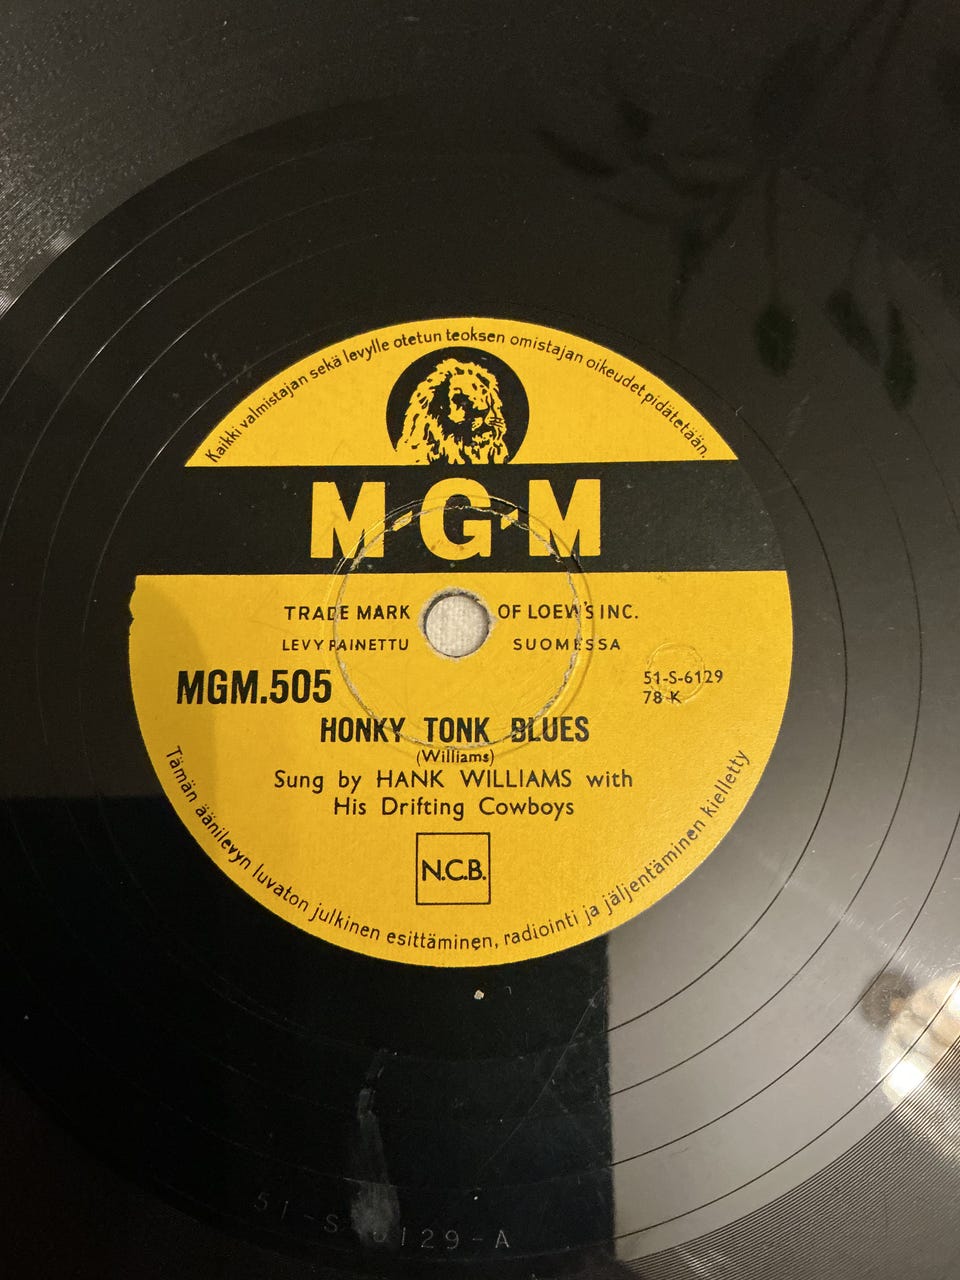 Kaikki valmistajan sekä levylle otetun teoksen omistajan oikeudet pidätetään.
M·G·M
TRADE MARK OF LOEW'S INC.
LEVY PAINETTU SUOMESSA
MGM.505
51-S-6129
78 K
HONKY TONK BLUES
(Williams)
Sung by HANK WILLIAMS with
His Drifting Cowboys
N.C.B.
Tämän äänilevyn luvaton julkinen esittäminen, radiointi ja jäljentäminen kielletty
51-S-6129-A